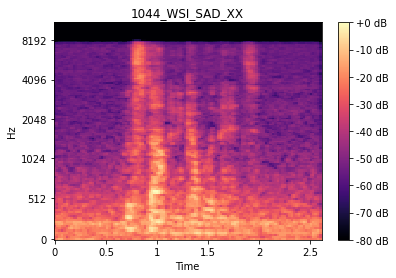 1044_WSI_SAD_XX
+0 dB
8192
-10 dB
4096
-20 dB
-30 dB
2048
Hz
-40 dB
1024
-50 dB
512
-60 dB
-70 dB
0
-80 dB
0 0.5 1 1.5 2 2.5
Time